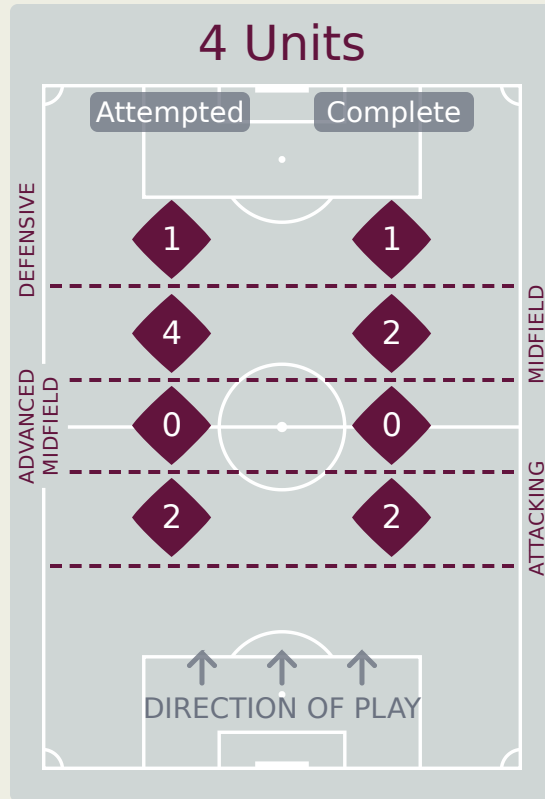 4 Units
Attempted
Complete
DEFENSIVE
1
1
MIDFIELD
4
2
ADVANCED
MIDFIELD
0
0
ATTACKING
2
2
DIRECTION OF PLAY